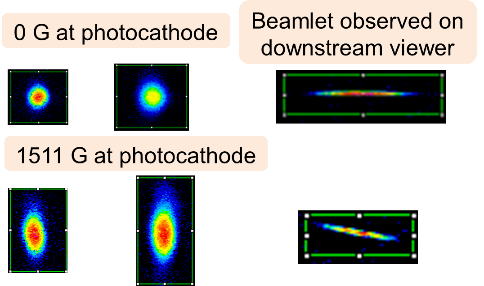 0 G at photocathode
Beamlet observed on
downstream viewer
1511 G at photocathode